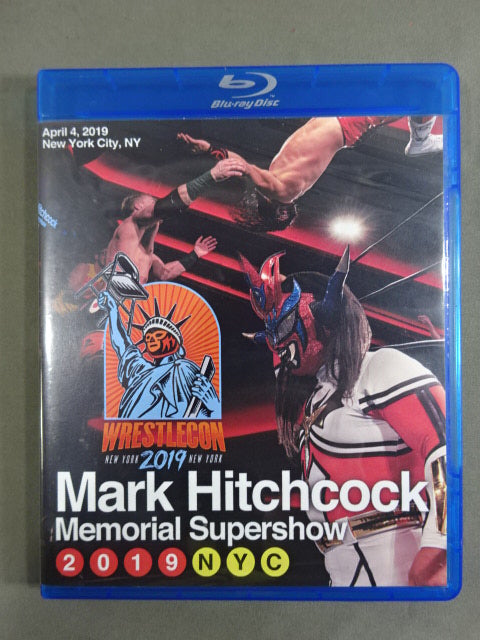 Blu-ray Disc
April 4, 2019
New York City, NY
Hitchcock
WRESTLECON
NEW YORK 2019 NEW YORK
Mark Hitchcock
Memorial Supershow
2019NYC